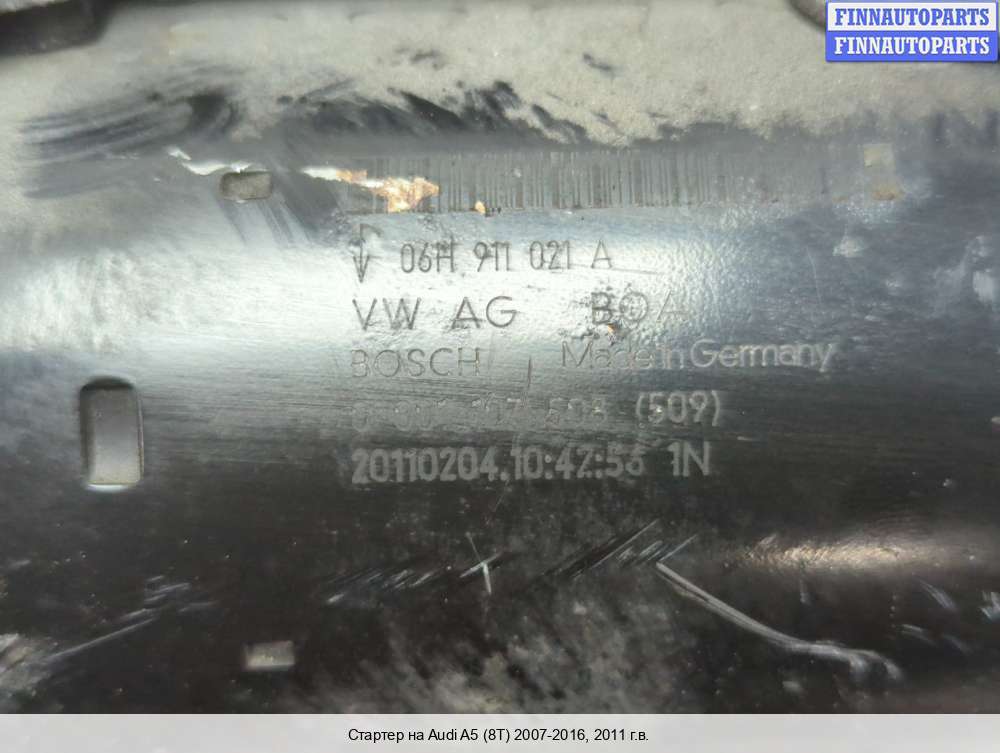 FINNAUTOPARTS
FINNAUTOPARTS
06H 911 021 A
VW AG BOA
BOSCH Made in Germany
(509)
20110204.10:42:56 1N
Стартер на Audi A5 (8T) 2007-2016, 2011 г.в.